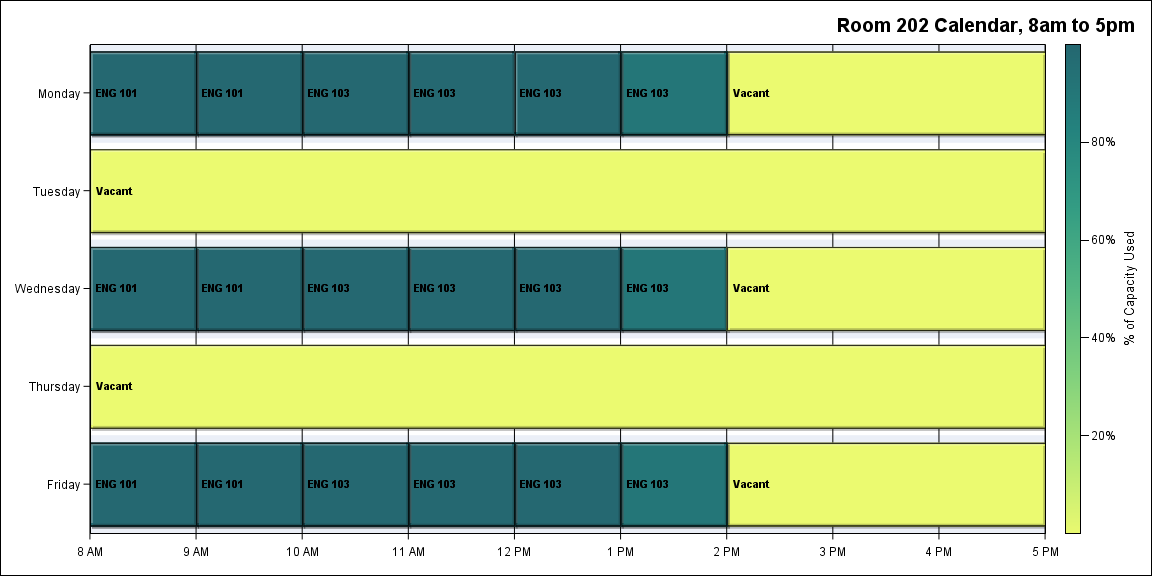 Room 202 Calendar, 8am to 5pm
Monday
ENG 101 ENG 101 ENG 103 ENG 103 ENG 103 ENG 103 Vacant
Tuesday
Vacant
Wednesday
ENG 101 ENG 101 ENG 103 ENG 103 ENG 103 ENG 103 Vacant
Thursday
Vacant
Friday
ENG 101 ENG 101 ENG 103 ENG 103 ENG 103 ENG 103 Vacant
8 AM 9 AM 10 AM 11 AM 12 PM 1 PM 2 PM 3 PM 4 PM 5 PM
80%
60%
40%
20%
% of Capacity Used